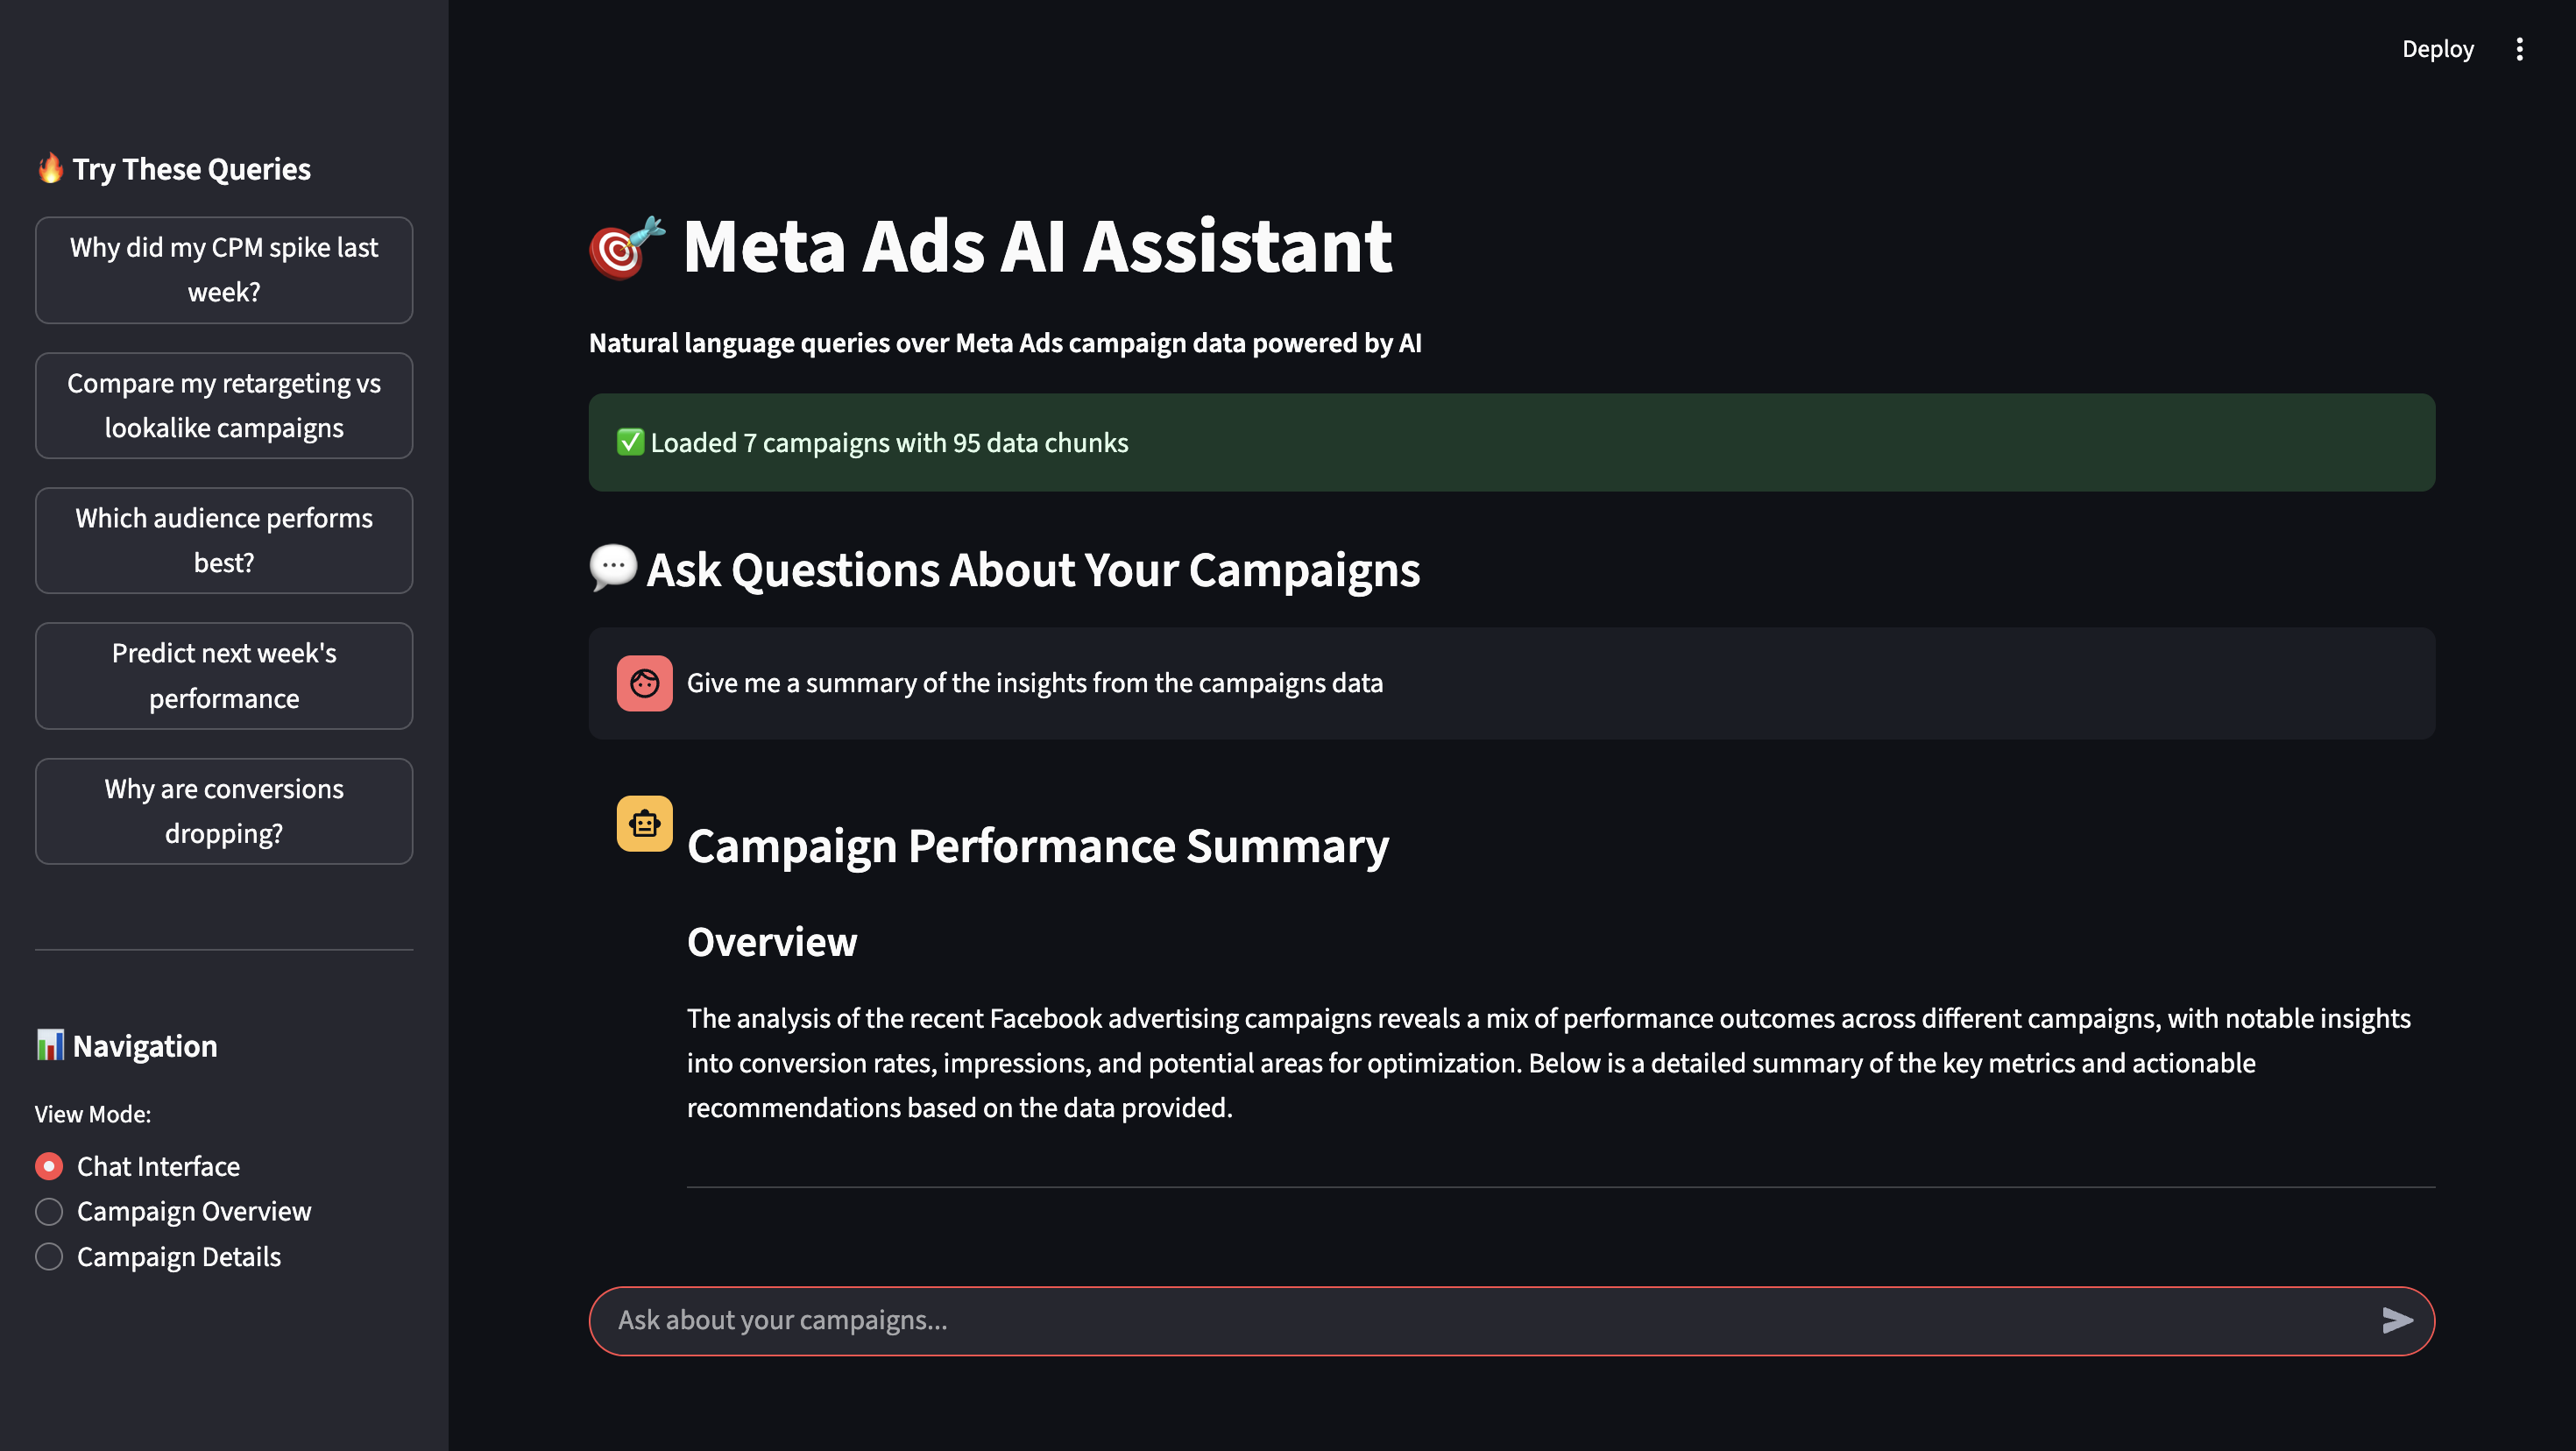 Deploy
🔥 Try These Queries
Why did my CPM spike last
week?
Compare my retargeting vs
lookalike campaigns
Which audience performs
best?
Predict next week's
performance
Why are conversions
dropping?
📊 Navigation
View Mode:
Chat Interface
Campaign Overview
Campaign Details
🎯 Meta Ads AI Assistant
Natural language queries over Meta Ads campaign data powered by AI
✅ Loaded 7 campaigns with 95 data chunks
💬 Ask Questions About Your Campaigns
Give me a summary of the insights from the campaigns data
Campaign Performance Summary
Overview
The analysis of the recent Facebook advertising campaigns reveals a mix of performance outcomes across different campaigns, with notable insights
into conversion rates, impressions, and potential areas for optimization. Below is a detailed summary of the key metrics and actionable
recommendations based on the data provided.
Ask about your campaigns...